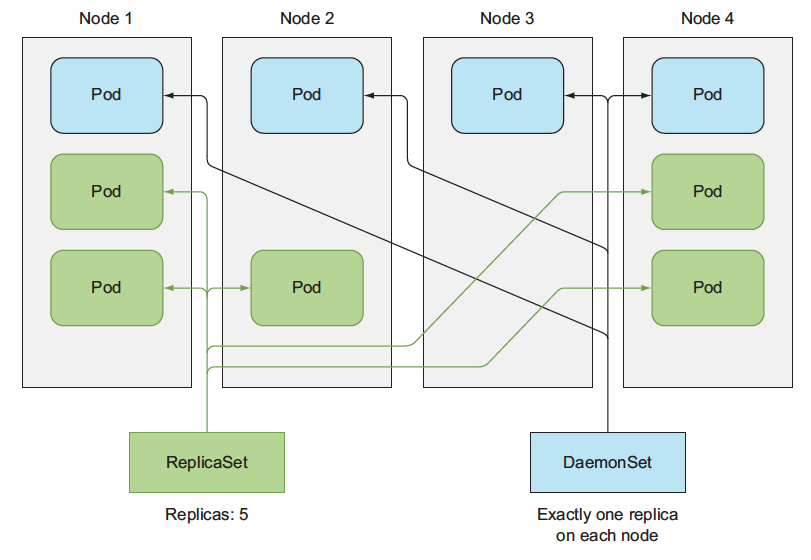 Node 1
Node 2
Node 3
Node 4
Pod
Pod
Pod
Pod
Pod
Pod
Pod
Pod
Pod
ReplicaSet
DaemonSet
Replicas: 5
Exactly one replica
on each node